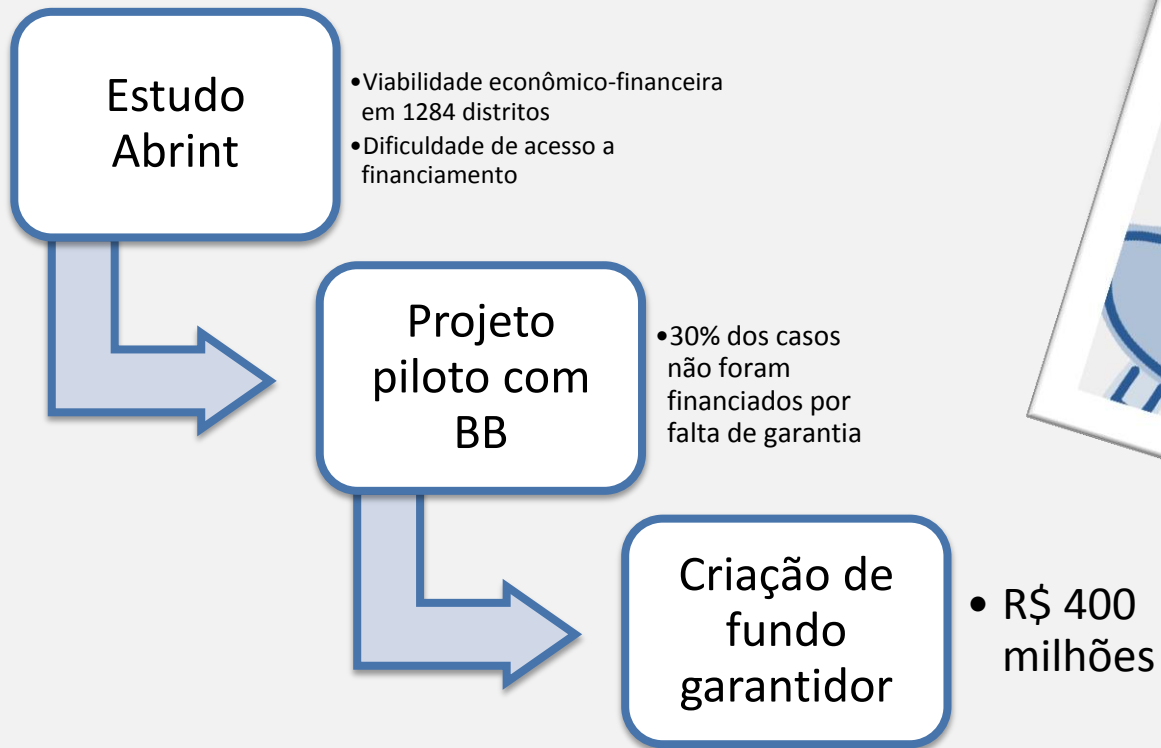 Estudo
Abrint
•Viabilidade econômico-financeira
em 1284 distritos
•Dificuldade de acesso a
financiamento
Projeto
piloto com
BB
•30% dos casos
não foram
financiados por
falta de garantia
Criação de
fundo
garantidor
• R$ 400
milhões